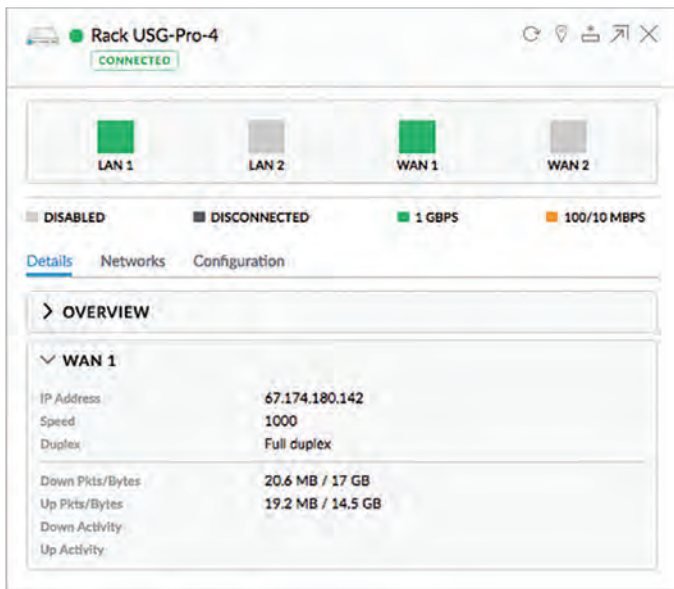 Rack USG-Pro-4
CONNECTED
LAN 1 LAN 2 WAN 1 WAN 2
DISABLED DISCONNECTED 1 GBPS 100/10 MBPS
Details Networks Configuration
OVERVIEW
WAN 1
IP Address 67.174.180.142
Speed 1000
Duplex Full duplex
Down Pkts/Bytes 20.6 MB / 17 GB
Up Pkts/Bytes 19.2 MB / 14.5 GB
Down Activity
Up Activity